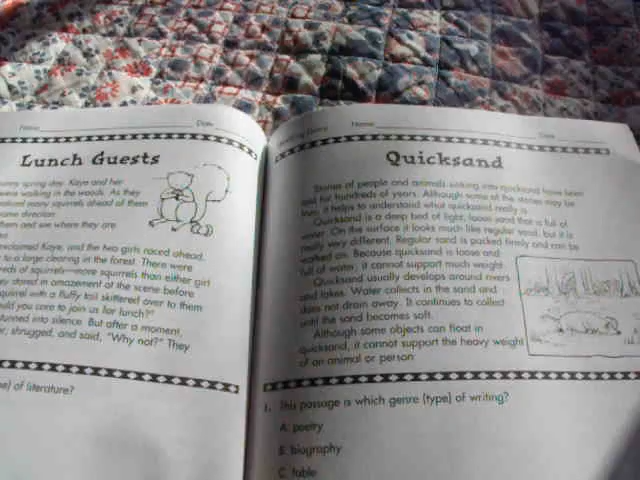 Name Date
Lunch Guests
sunny spring day, Kaye and her
were walking in the woods. As they
noticed many squirrels ahead of them
same direction.
them and see where they are
exclaimed Kaye, and the two girls raced ahead.
to a large clearing in the forest. There were
reds of squirrels—more squirrels than either girl
They stared in amazement at the scene before
squirrel with a fluffy tail skittered over to them
would you care to join us for lunch?"
stunned into silence. But after a moment,
shrugged, and said, "Why not?" They
of literature?
Name Date
Quicksand
Stories of people and animals sinking into quicksand have been
told for hundreds of years. Although some of the stories may be
true, it helps to understand what quicksand really is.
Quicksand is a deep bed of light, loose sand that is full of
water. On the surface it looks much like regular sand, but it is
really very different. Regular sand is packed firmly and can be
walked on. Because quicksand is loose and
full of water, it cannot support much weight.
Quicksand usually develops around rivers
and lakes. Water collects in the sand and
does not drain away. It continues to collect
until the sand becomes soft.
Although some objects can float in
quicksand, it cannot support the heavy weight
of an animal or person.
1. This passage is which genre (type) of writing?
A. poetry
B. biography
C. fable